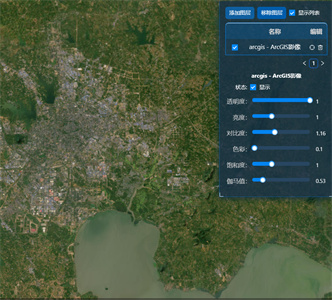 添加图层 移除图层 显示列表
名称 编辑
arcgis - ArcGIS影像
1
arcgis - ArcGIS影像
状态: 显示
透明度: 1
亮度: 1
对比度: 1.16
色彩: 0.1
饱和度: 1
伽马值: 0.53